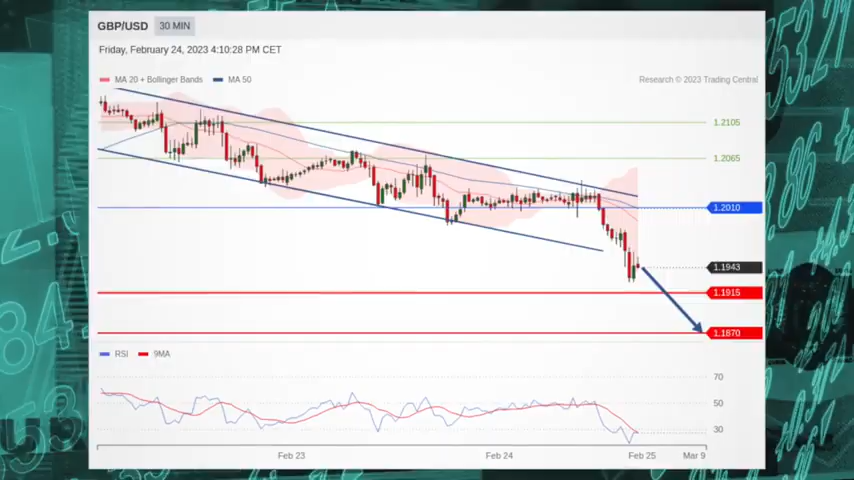 GBP/USD 30 MIN
Friday, February 24, 2023 4:10:28 PM CET
MA 20 + Bollinger Bands MA 50
Research © 2023 Trading Central
1.2105
1.2065
1.2010
1.1943
1.1915
1.1870
RSI 9MA
70
50
30
Feb 23 Feb 24 Feb 25 Mar 9